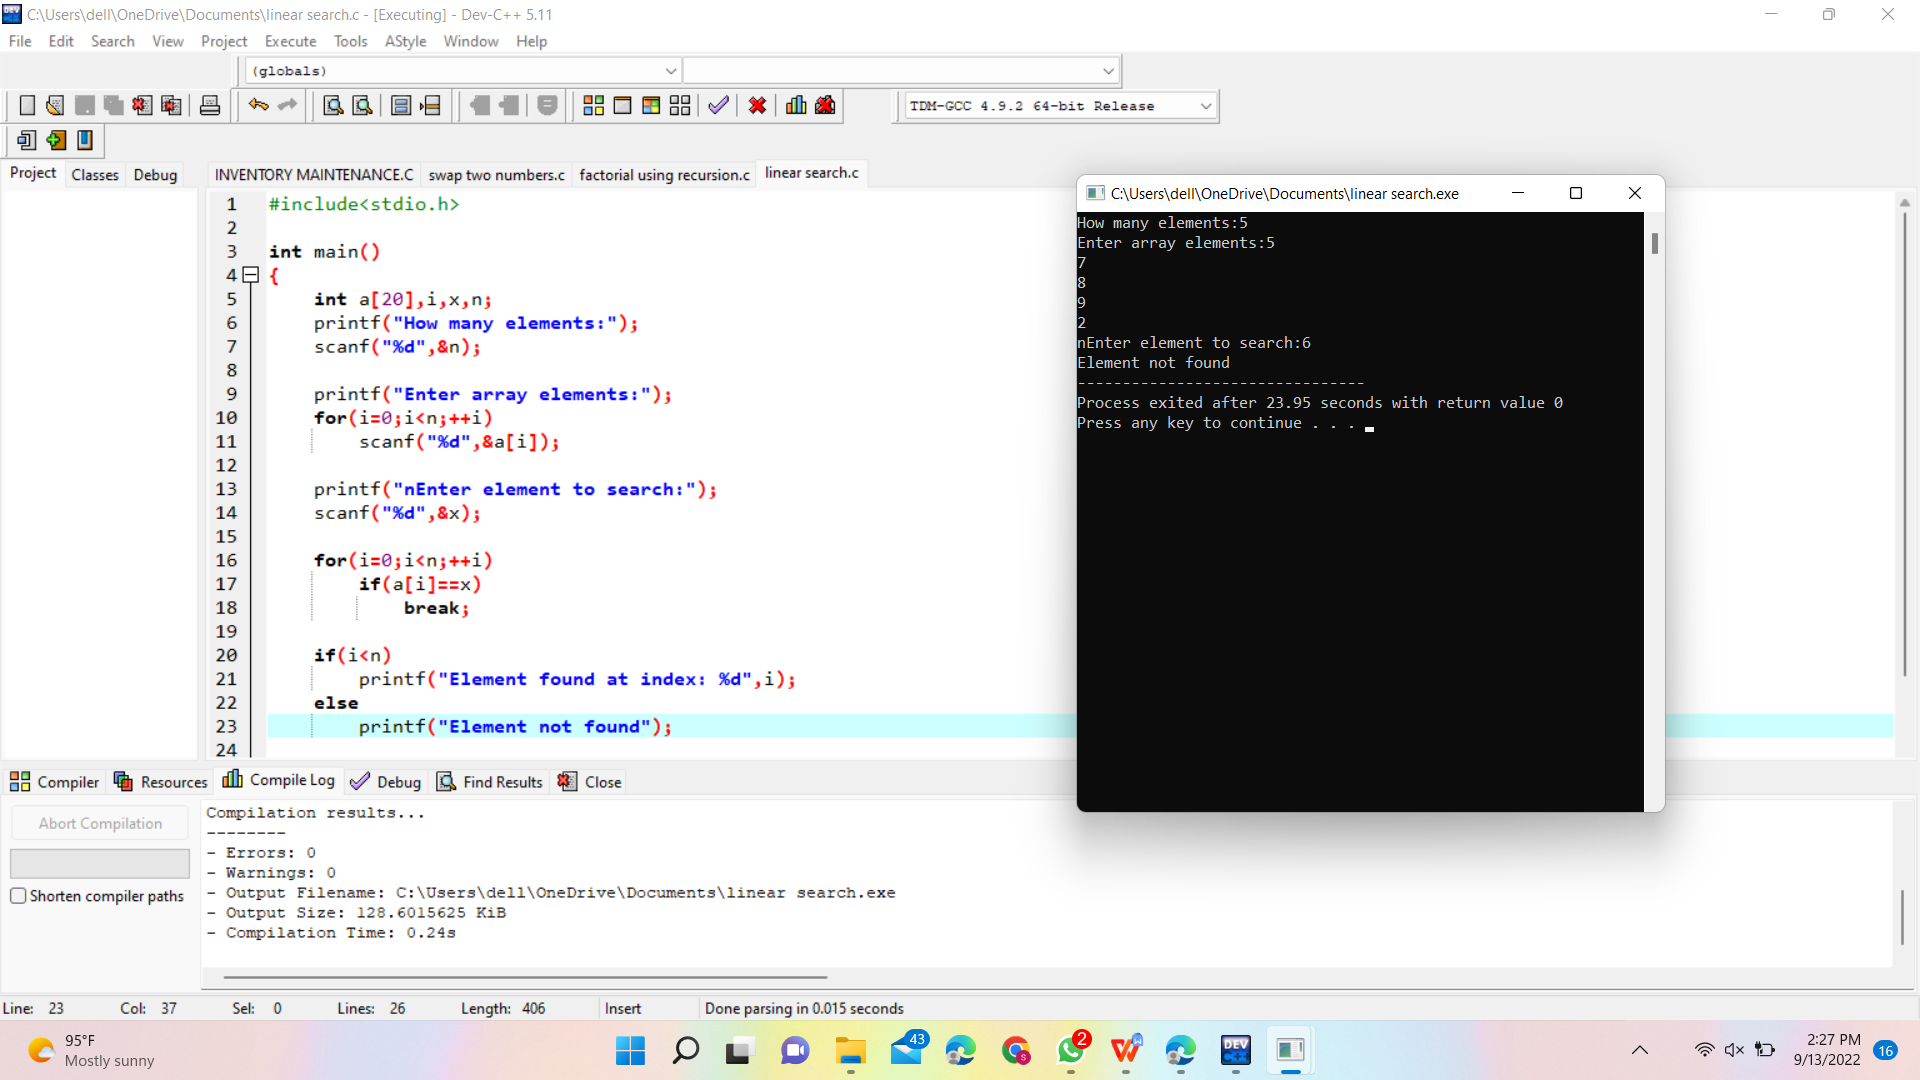 C:\Users\dell\OneDrive\Documents\linear search.c - [Executing] - Dev-C++ 5.11
File Edit Search View Project Execute Tools AStyle Window Help
(globals)
TDM-GCC 4.9.2 64-bit Release
Project Classes Debug
INVENTORY MAINTENANCE.C swap two numbers.c factorial using recursion.c linear search.c
1 #include<stdio.h>
2
3 int main()
4 {
5 int a[20],i,x,n;
6 printf("How many elements:");
7 scanf("%d",&n);
8
9 printf("Enter array elements:");
10 for(i=0;i<n;++i)
11 scanf("%d",&a[i]);
12
13 printf("nEnter element to search:");
14 scanf("%d",&x);
15
16 for(i=0;i<n;++i)
17 if(a[i]==x)
18 break;
19
20 if(i<n)
21 printf("Element found at index: %d",i);
22 else
23 printf("Element not found");
24
C:\Users\dell\OneDrive\Documents\linear search.exe
How many elements:5
Enter array elements:5
7
8
9
2
nEnter element to search:6
Element not found
--------------------------------
Process exited after 23.95 seconds with return value 0
Press any key to continue . . .
Compiler Resources Compile Log Debug Find Results Close
Abort Compilation
Shorten compiler paths
Compilation results...
--------
- Errors: 0
- Warnings: 0
- Output Filename: C:\Users\dell\OneDrive\Documents\linear search.exe
- Output Size: 128.6015625 KiB
- Compilation Time: 0.24s
Line: 23 Col: 37 Sel: 0 Lines: 26 Length: 406 Insert Done parsing in 0.015 seconds
95°F
Mostly sunny
43
S
2
W
DEV
C++
2:27 PM
9/13/2022
16